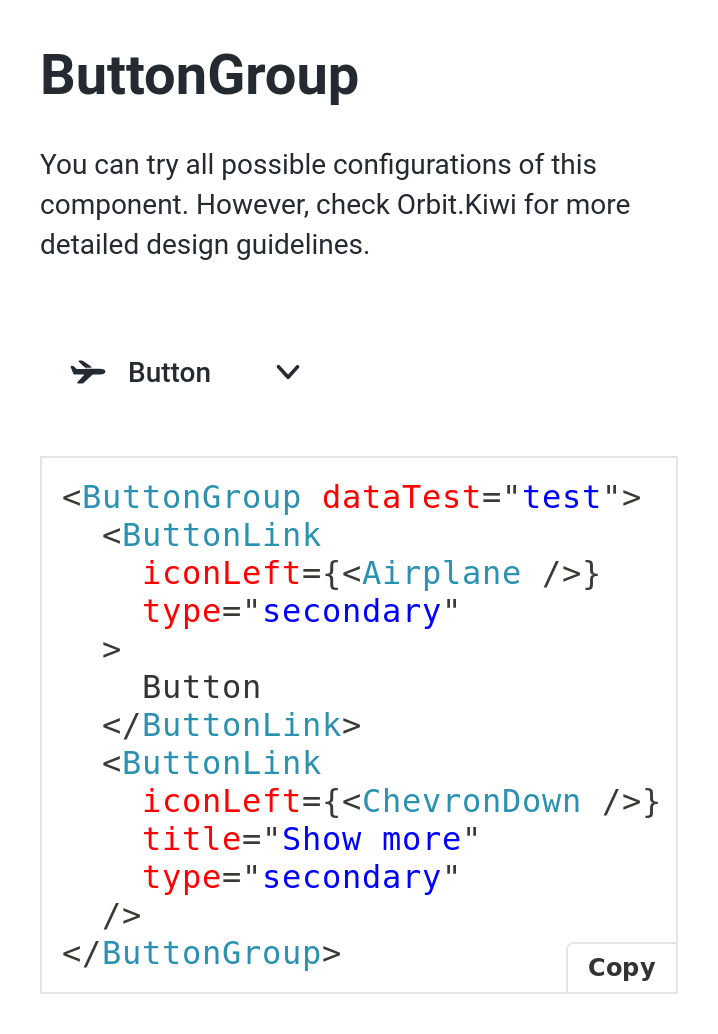 ButtonGroup
You can try all possible configurations of this
component. However, check Orbit.Kiwi for more
detailed design guidelines.
Button
<ButtonGroup dataTest="test">
  <ButtonLink
    iconLeft={<Airplane />}
    type="secondary"
  >
    Button
  </ButtonLink>
  <ButtonLink
    iconLeft={<ChevronDown />}
    title="Show more"
    type="secondary"
  />
</ButtonGroup>
Copy